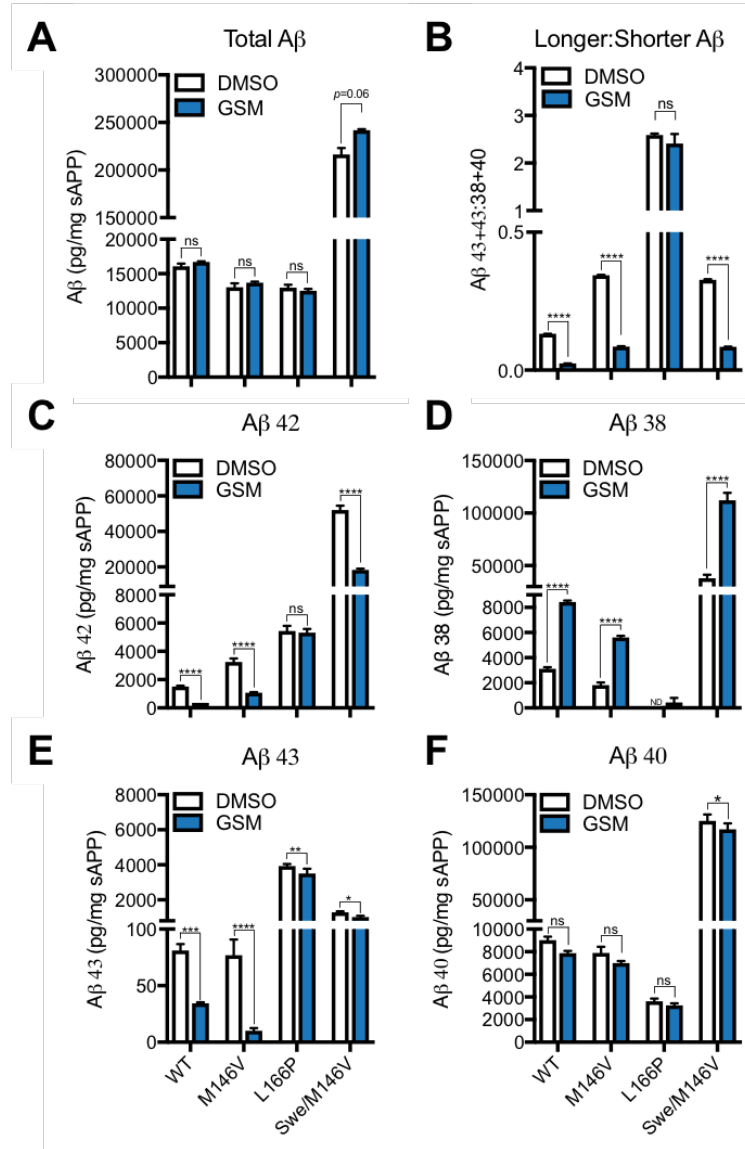 A
Total Aβ
DMSO
GSM
Aβ (pg/mg sAPP)
300000
250000
200000
150000
20000
15000
10000
5000
0
ns
ns
ns
p=0.06
B
Longer:Shorter Aβ
DMSO
GSM
Aβ 43+43:38+40
4
3
2
1
0.5
0.0
****
****
ns
****
C
Aβ 42
DMSO
GSM
Aβ 42 (pg/mg sAPP)
80000
60000
40000
20000
8000
6000
4000
2000
0
****
****
ns
****
D
Aβ 38
DMSO
GSM
Aβ 38 (pg/mg sAPP)
100000
50000
8000
6000
4000
2000
0
****
****
ND
****
E
Aβ 43
DMSO
GSM
Aβ 43 (pg/mg sAPP)
8000
6000
4000
2000
100
50
0
***
****
**
*
WT
M146V
L166P
Swe/M146V
F
Aβ 40
DMSO
GSM
Aβ 40 (pg/mg sAPP)
150000
100000
50000
10000
8000
6000
4000
2000
0
ns
ns
ns
*
WT
M146V
L166P
Swe/M146V